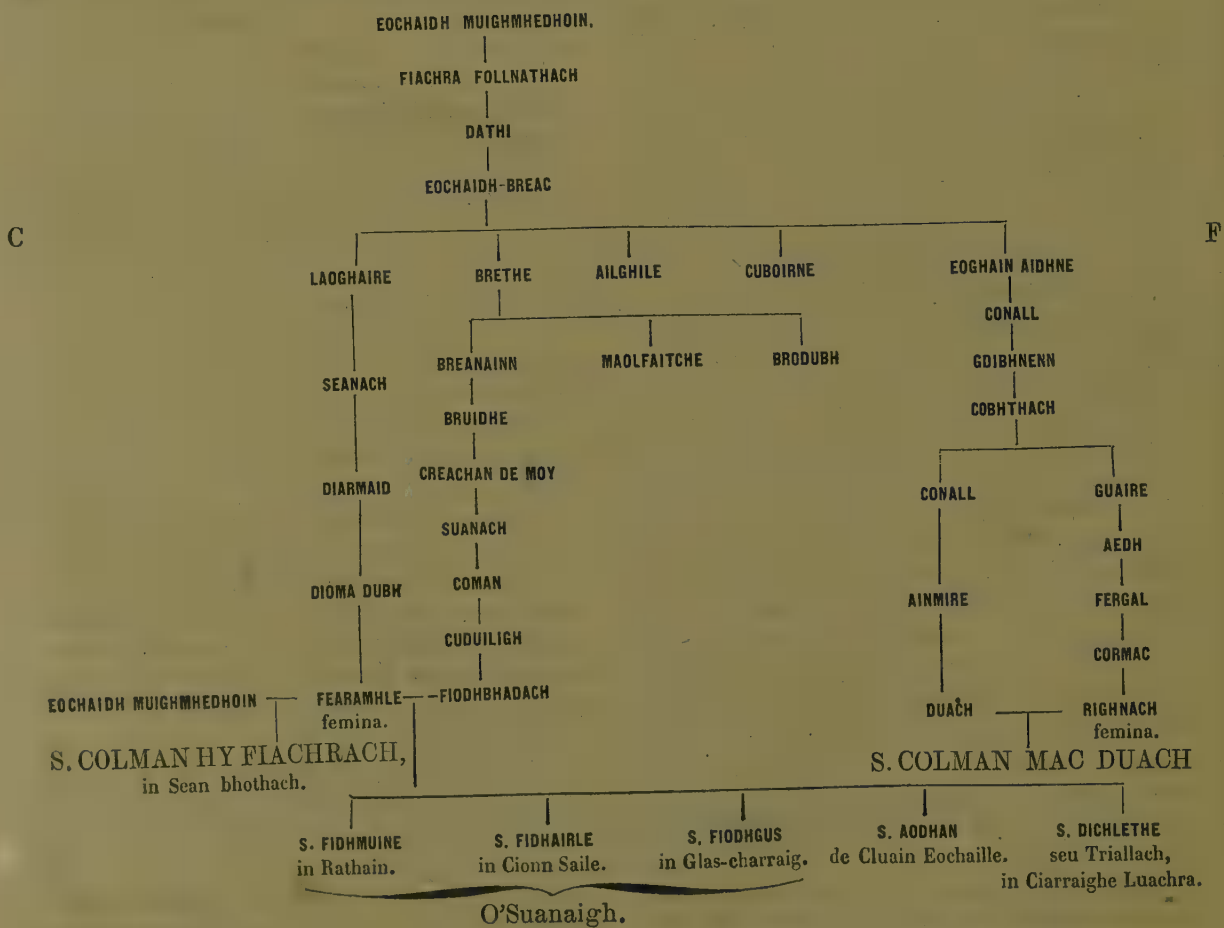 EOCHAIDH MUIGHMHEDHOIN,
FIACHRA FOLLNATHACH
DATHI
EOCHAIDH-BREAC
C
F
LAOGHAIRE BRETHE AILGHILE CUBOIRNE EOGHAIN AIDHNE
CONALL
BREANAINN MAOLFAITCHE BRODUBH GOIBHNENN
SEANACH
COBHTHACH
BRUIDHE
CREACHAN DE MOY
DIARMAID CONALL GUAIRE
SUANACH
AEDH
COMAN
DIOMA DUBH AINMIRE FERGAL
CUDUILIGH
CORMAC
EOCHAIDH MUIGHMHEDHOIN — FEARAMHLE — FIODHBHADACH DUACH — RIGHNACH
femina. femina.
S. COLMAN HY FIACHRACH, S. COLMAN MAC DUACH
in Sean bhothach.
S. FIDHMUINE S. FIDHAIRLE S. FIODHGUS S. AODHAN S. DICHLETHE
in Rathain. in Cionn Saile. in Glas-charraig. de Cluain Eochaille. seu Triallach,
in Ciarraighe Luachra.
O'Suanaigh.